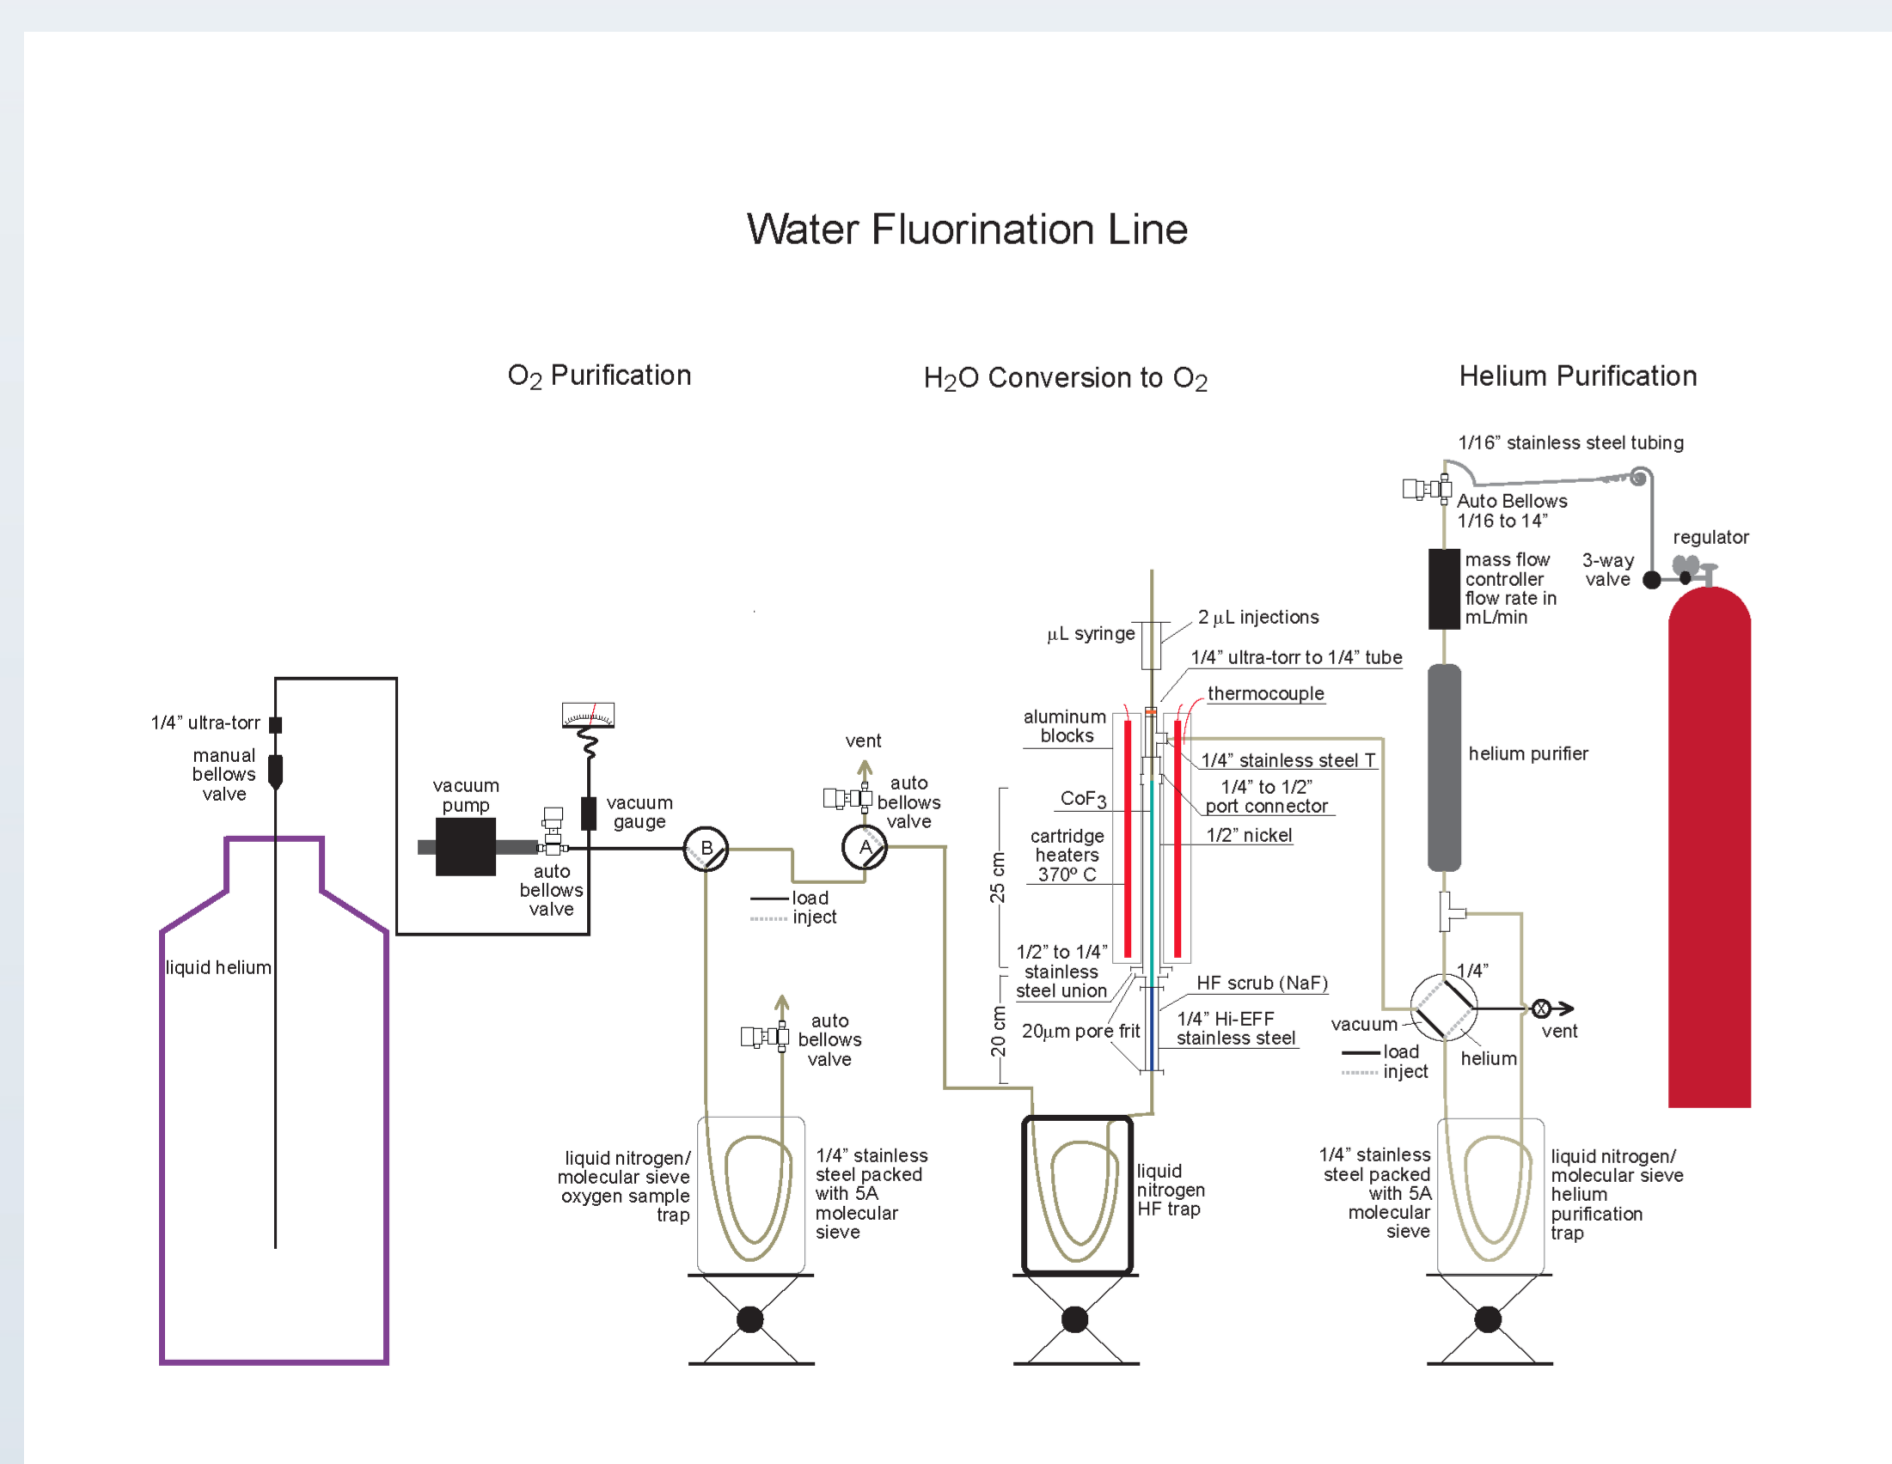 Water Fluorination Line
O2 Purification
H2O Conversion to O2
Helium Purification
1/16” stainless steel tubing
Auto Bellows
1/16 to 14”
regulator
3-way
valve
mass flow
controller
flow rate in
mL/min
helium purifier
1/4”
vacuum
load
inject
helium
X
vent
1/4” stainless
steel packed
with 5A
molecular
sieve
liquid nitrogen/
molecular sieve
helium
purification
trap
μL syringe
2 μL injections
1/4” ultra-torr to 1/4” tube
thermocouple
aluminum
blocks
1/4” stainless steel T
1/4” to 1/2”
port connector
CoF3
1/2” nickel
cartridge
heaters
370º C
25 cm
1/2” to 1/4”
stainless
steel union
HF scrub (NaF)
20 cm
20μm pore frit
1/4” Hi-EFF
stainless steel
liquid
nitrogen
HF trap
vent
auto
bellows
valve
A
B
load
inject
auto
bellows
valve
liquid nitrogen/
molecular sieve
oxygen sample
trap
1/4” stainless
steel packed
with 5A
molecular
sieve
vacuum
gauge
vacuum
pump
auto
bellows
valve
1/4” ultra-torr
manual
bellows
valve
liquid helium